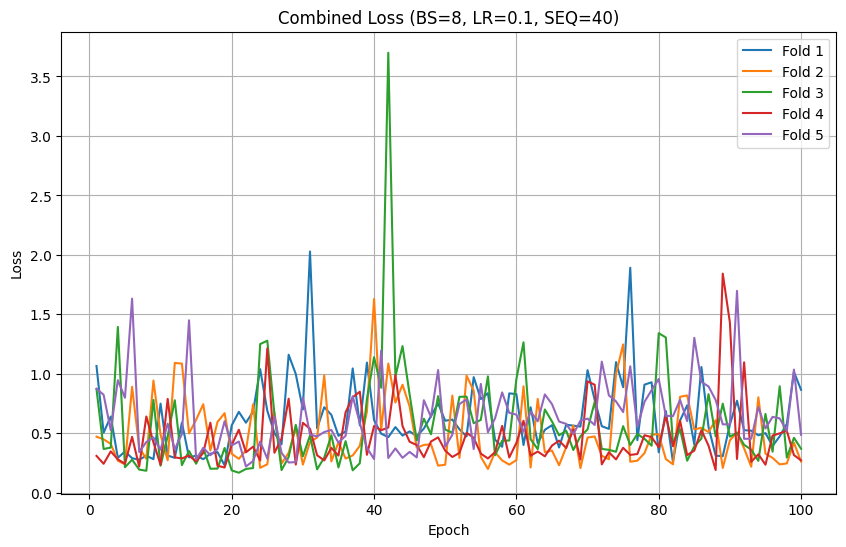 Combined Loss (BS=8, LR=0.1, SEQ=40)
Fold 1
Fold 2
Fold 3
Fold 4
Fold 5
3.5
3.0
2.5
2.0
1.5
1.0
0.5
0.0
Loss
0
20
40
60
80
100
Epoch